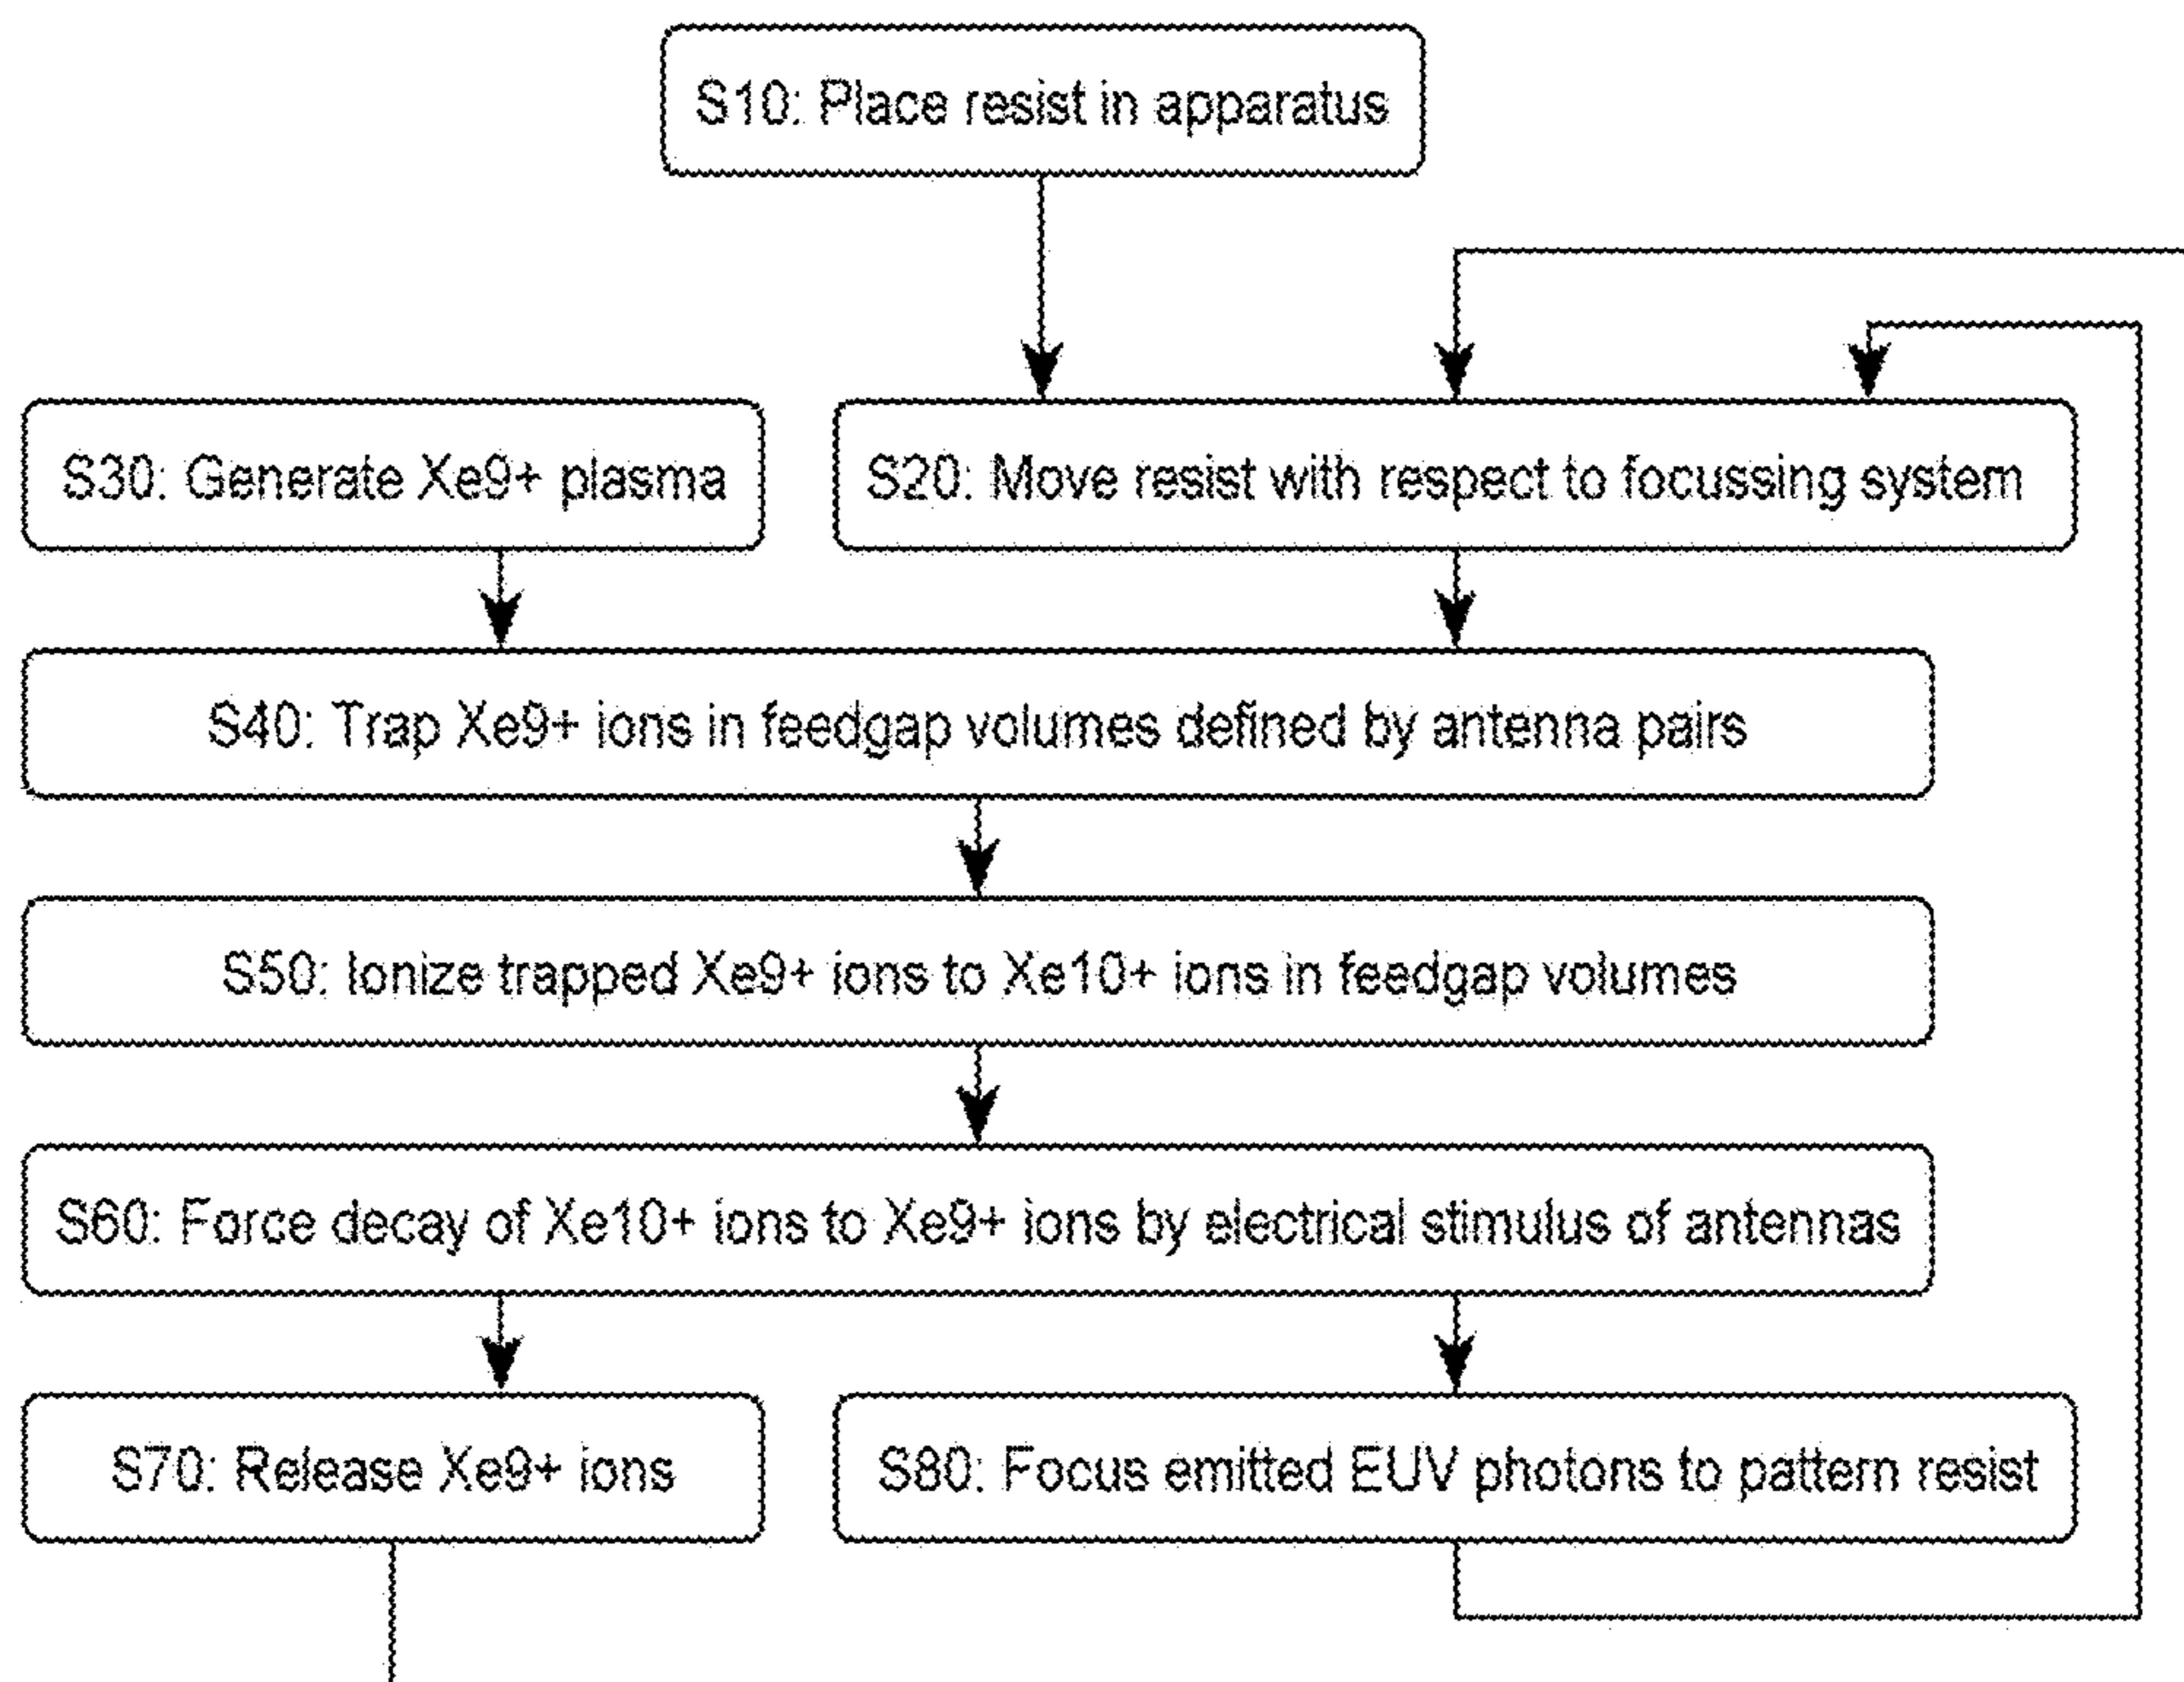 S10: Place resist in apparatus
S30: Generate Xe9+ plasma
S20: Move resist with respect to focussing system
S40: Trap Xe9+ ions in feedgap volumes defined by antenna pairs
S50: Ionize trapped Xe9+ ions to Xe10+ ions in feedgap volumes
S60: Force decay of Xe10+ ions to Xe9+ ions by electrical stimulus of antennas
S70: Release Xe9+ ions
S80: Focus emitted EUV photons to pattern resist